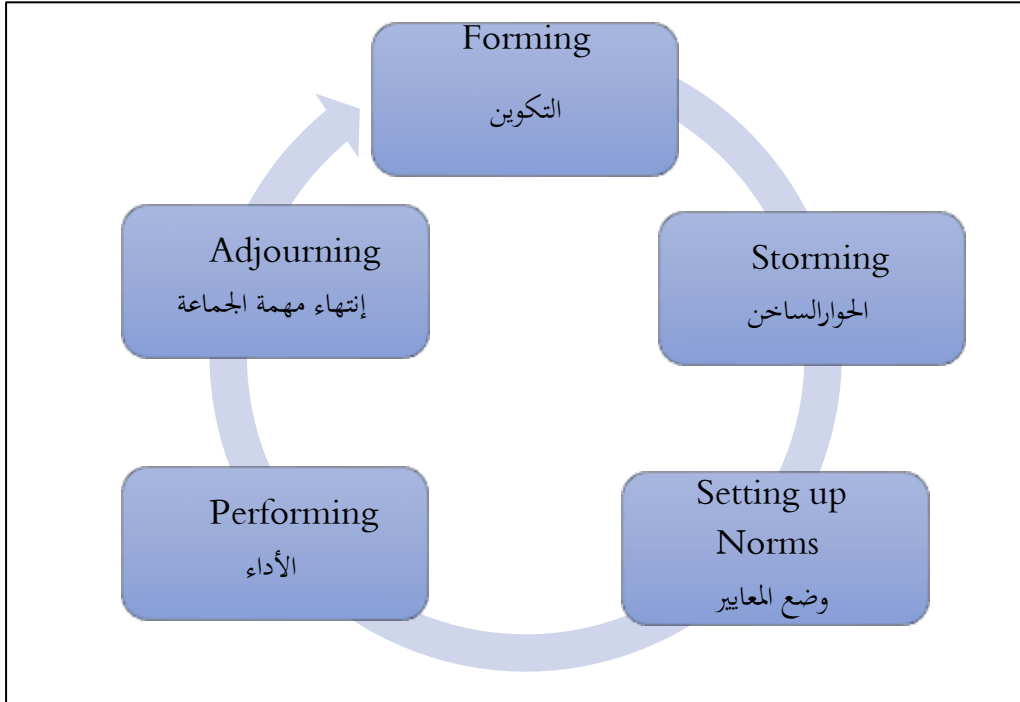 Forming
التكوين
Storming
الحوارالساخن
Setting up
Norms
وضع المعايير
Performing
الأداء
Adjourning
إنتهاء مهمة الجماعة